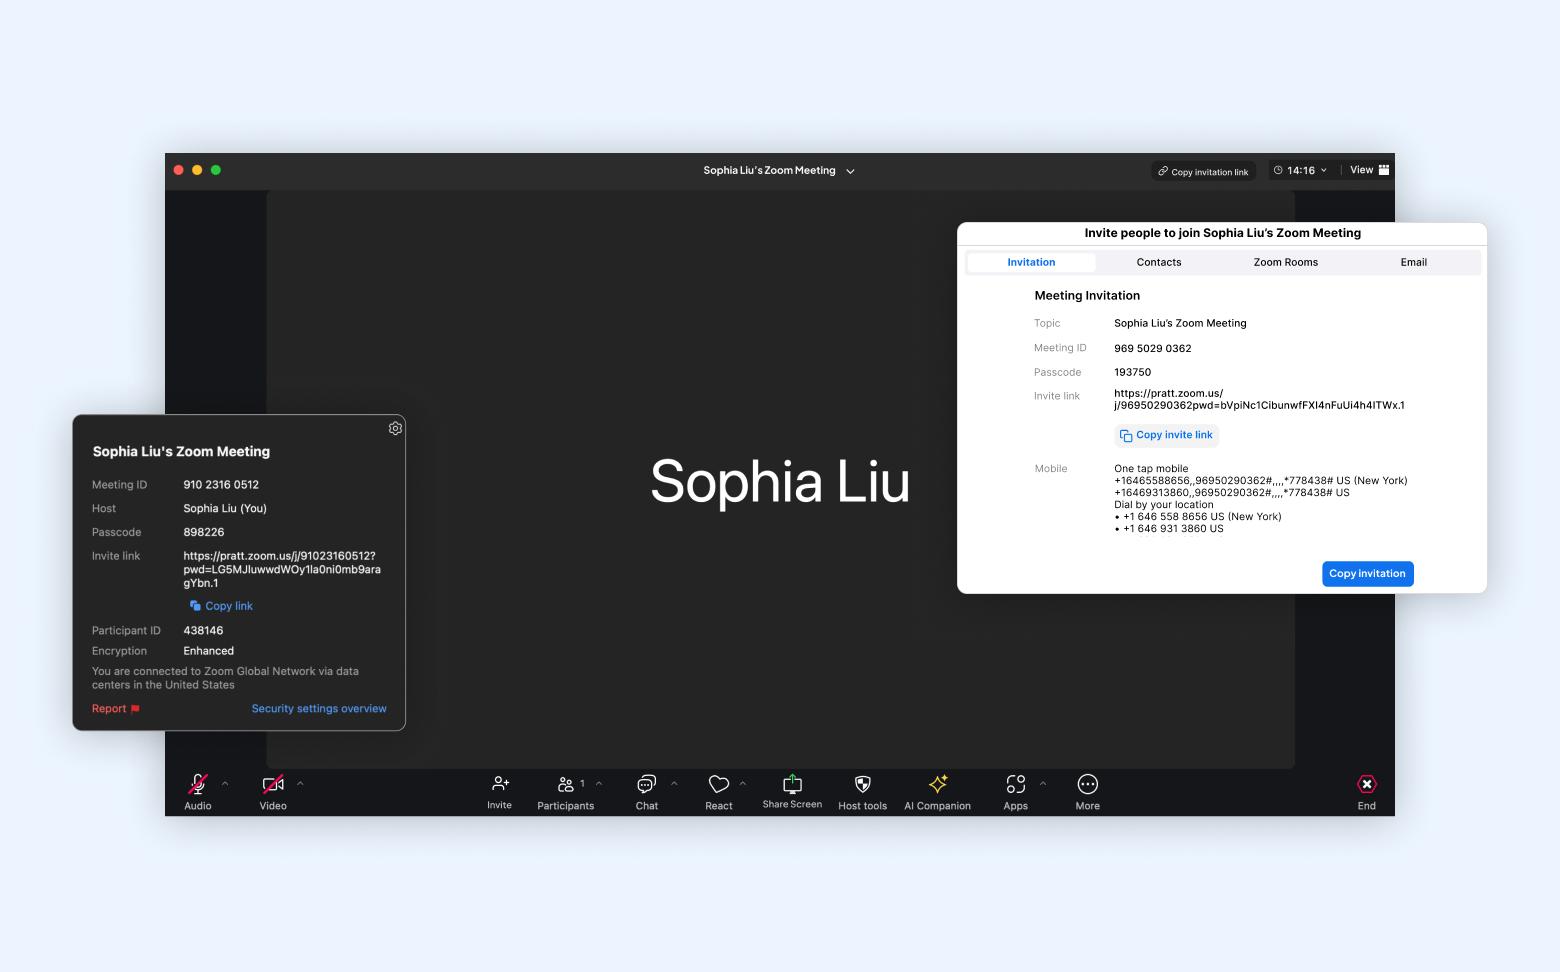 Sophia Liu's Zoom Meeting
Copy invitation link
14:16
View
Invite people to join Sophia Liu's Zoom Meeting
Invitation Contacts Zoom Rooms Email
Meeting Invitation
Topic Sophia Liu's Zoom Meeting
Meeting ID 969 5029 0362
Passcode 193750
Invite link https://pratt.zoom.us/
j/96950290362pwd=bVpiNc1CibunwfFXI4nFuUi4h4ITWx.1
Copy invite link
Mobile One tap mobile
+16465588656,,96950290362#,,,,*778438# US (New York)
+16469313860,,96950290362#,,,,*778438# US
Dial by your location
• +1 646 558 8656 US (New York)
• +1 646 931 3860 US
Copy invitation
Sophia Liu
Sophia Liu's Zoom Meeting
Meeting ID 910 2316 0512
Host Sophia Liu (You)
Passcode 898226
Invite link https://pratt.zoom.us/j/91023160512?
pwd=LG5MJluwwdWOy1la0ni0mb9ara
gYbn.1
Copy link
Participant ID 438146
Encryption Enhanced
You are connected to Zoom Global Network via data
centers in the United States
Report Security settings overview
1
Audio Video Invite Participants Chat React Share Screen Host tools AI Companion Apps More End